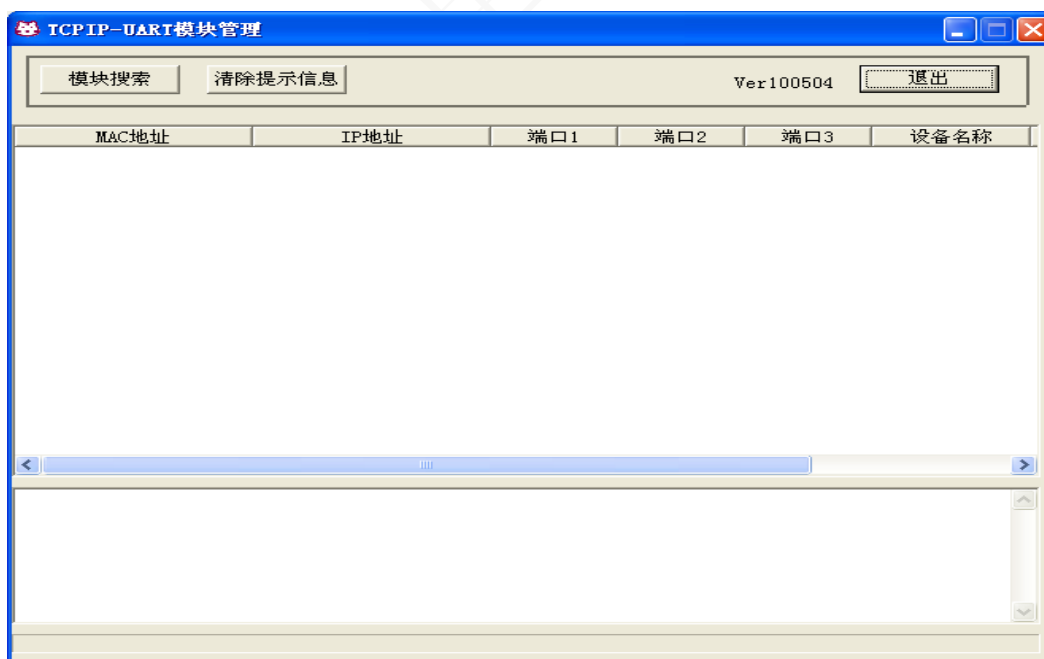 TCPIP-UART模块管理
模块搜索 清除提示信息 Ver100504 退出
MAC地址 IP地址 端口1 端口2 端口3 设备名称